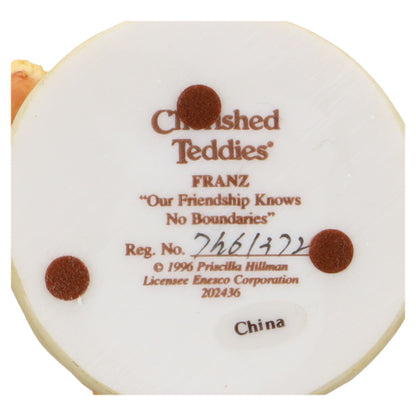 Cherished
Teddies®
FRANZ
"Our Friendship Knows
No Boundaries"
Reg. No. 7h61372
© 1996 Priscilla Hillman
Licensee Enesco Corporation
202436
China